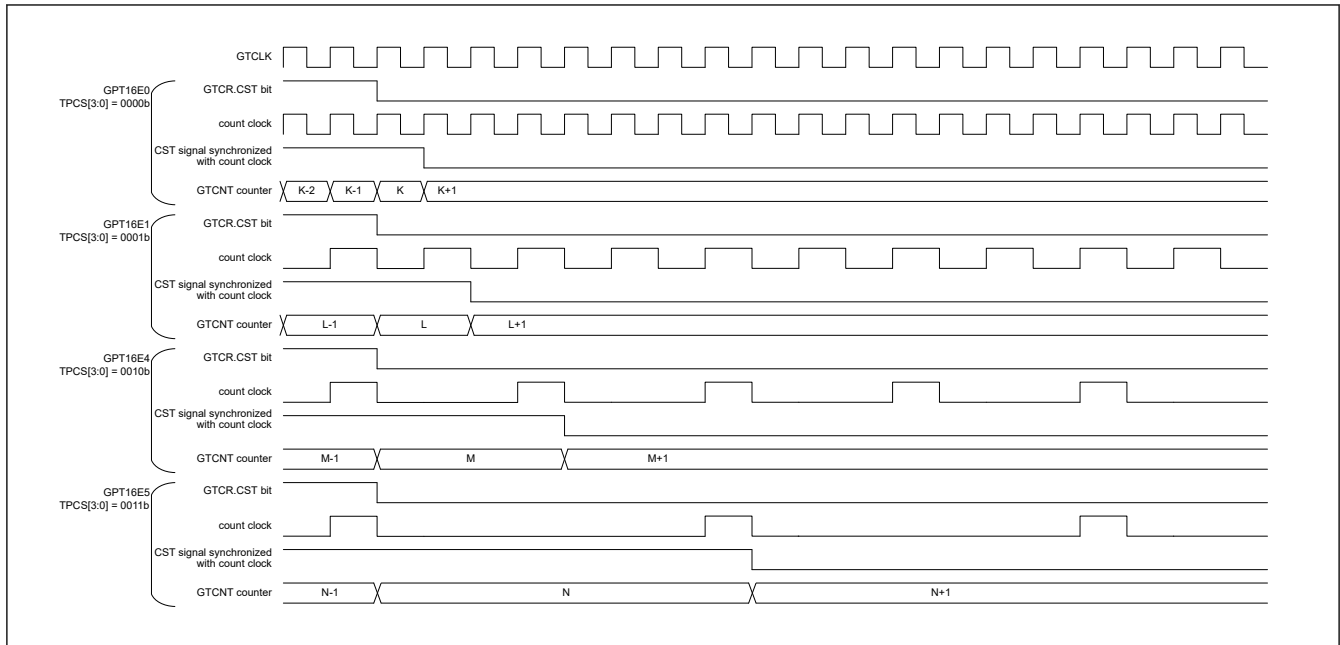 GTCLK
GPT16E0
TPCS[3:0] = 0000b
GTCR.CST bit
count clock
CST signal synchronized
with count clock
GTCNT counter
K-2 K-1 K K+1
GPT16E1
TPCS[3:0] = 0001b
GTCR.CST bit
count clock
CST signal synchronized
with count clock
GTCNT counter
L-1 L L+1
GPT16E4
TPCS[3:0] = 0010b
GTCR.CST bit
count clock
CST signal synchronized
with count clock
GTCNT counter
M-1 M M+1
GPT16E5
TPCS[3:0] = 0011b
GTCR.CST bit
count clock
CST signal synchronized
with count clock
GTCNT counter
N-1 N N+1